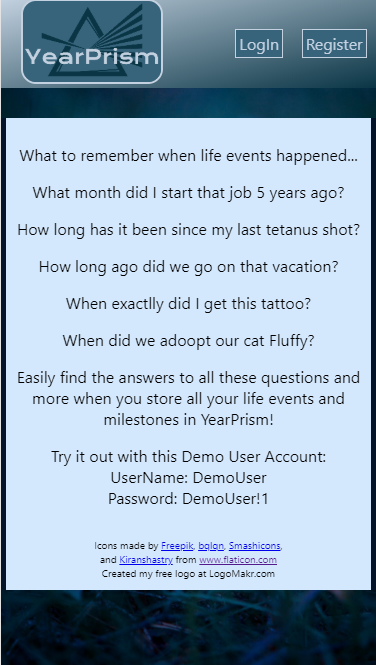 YearPrism
LogIn
Register
What to remember when life events happened...
What month did I start that job 5 years ago?
How long has it been since my last tetanus shot?
How long ago did we go on that vacation?
When exactlly did I get this tattoo?
When did we adoopt our cat Fluffy?
Easily find the answers to all these questions and
more when you store all your life events and
milestones in YearPrism!
Try it out with this Demo User Account:
UserName: DemoUser
Password: DemoUser!1
Icons made by Freepik, bqlqn, Smashicons,
and Kiranshastry from www.flaticon.com
Created my free logo at LogoMakr.com